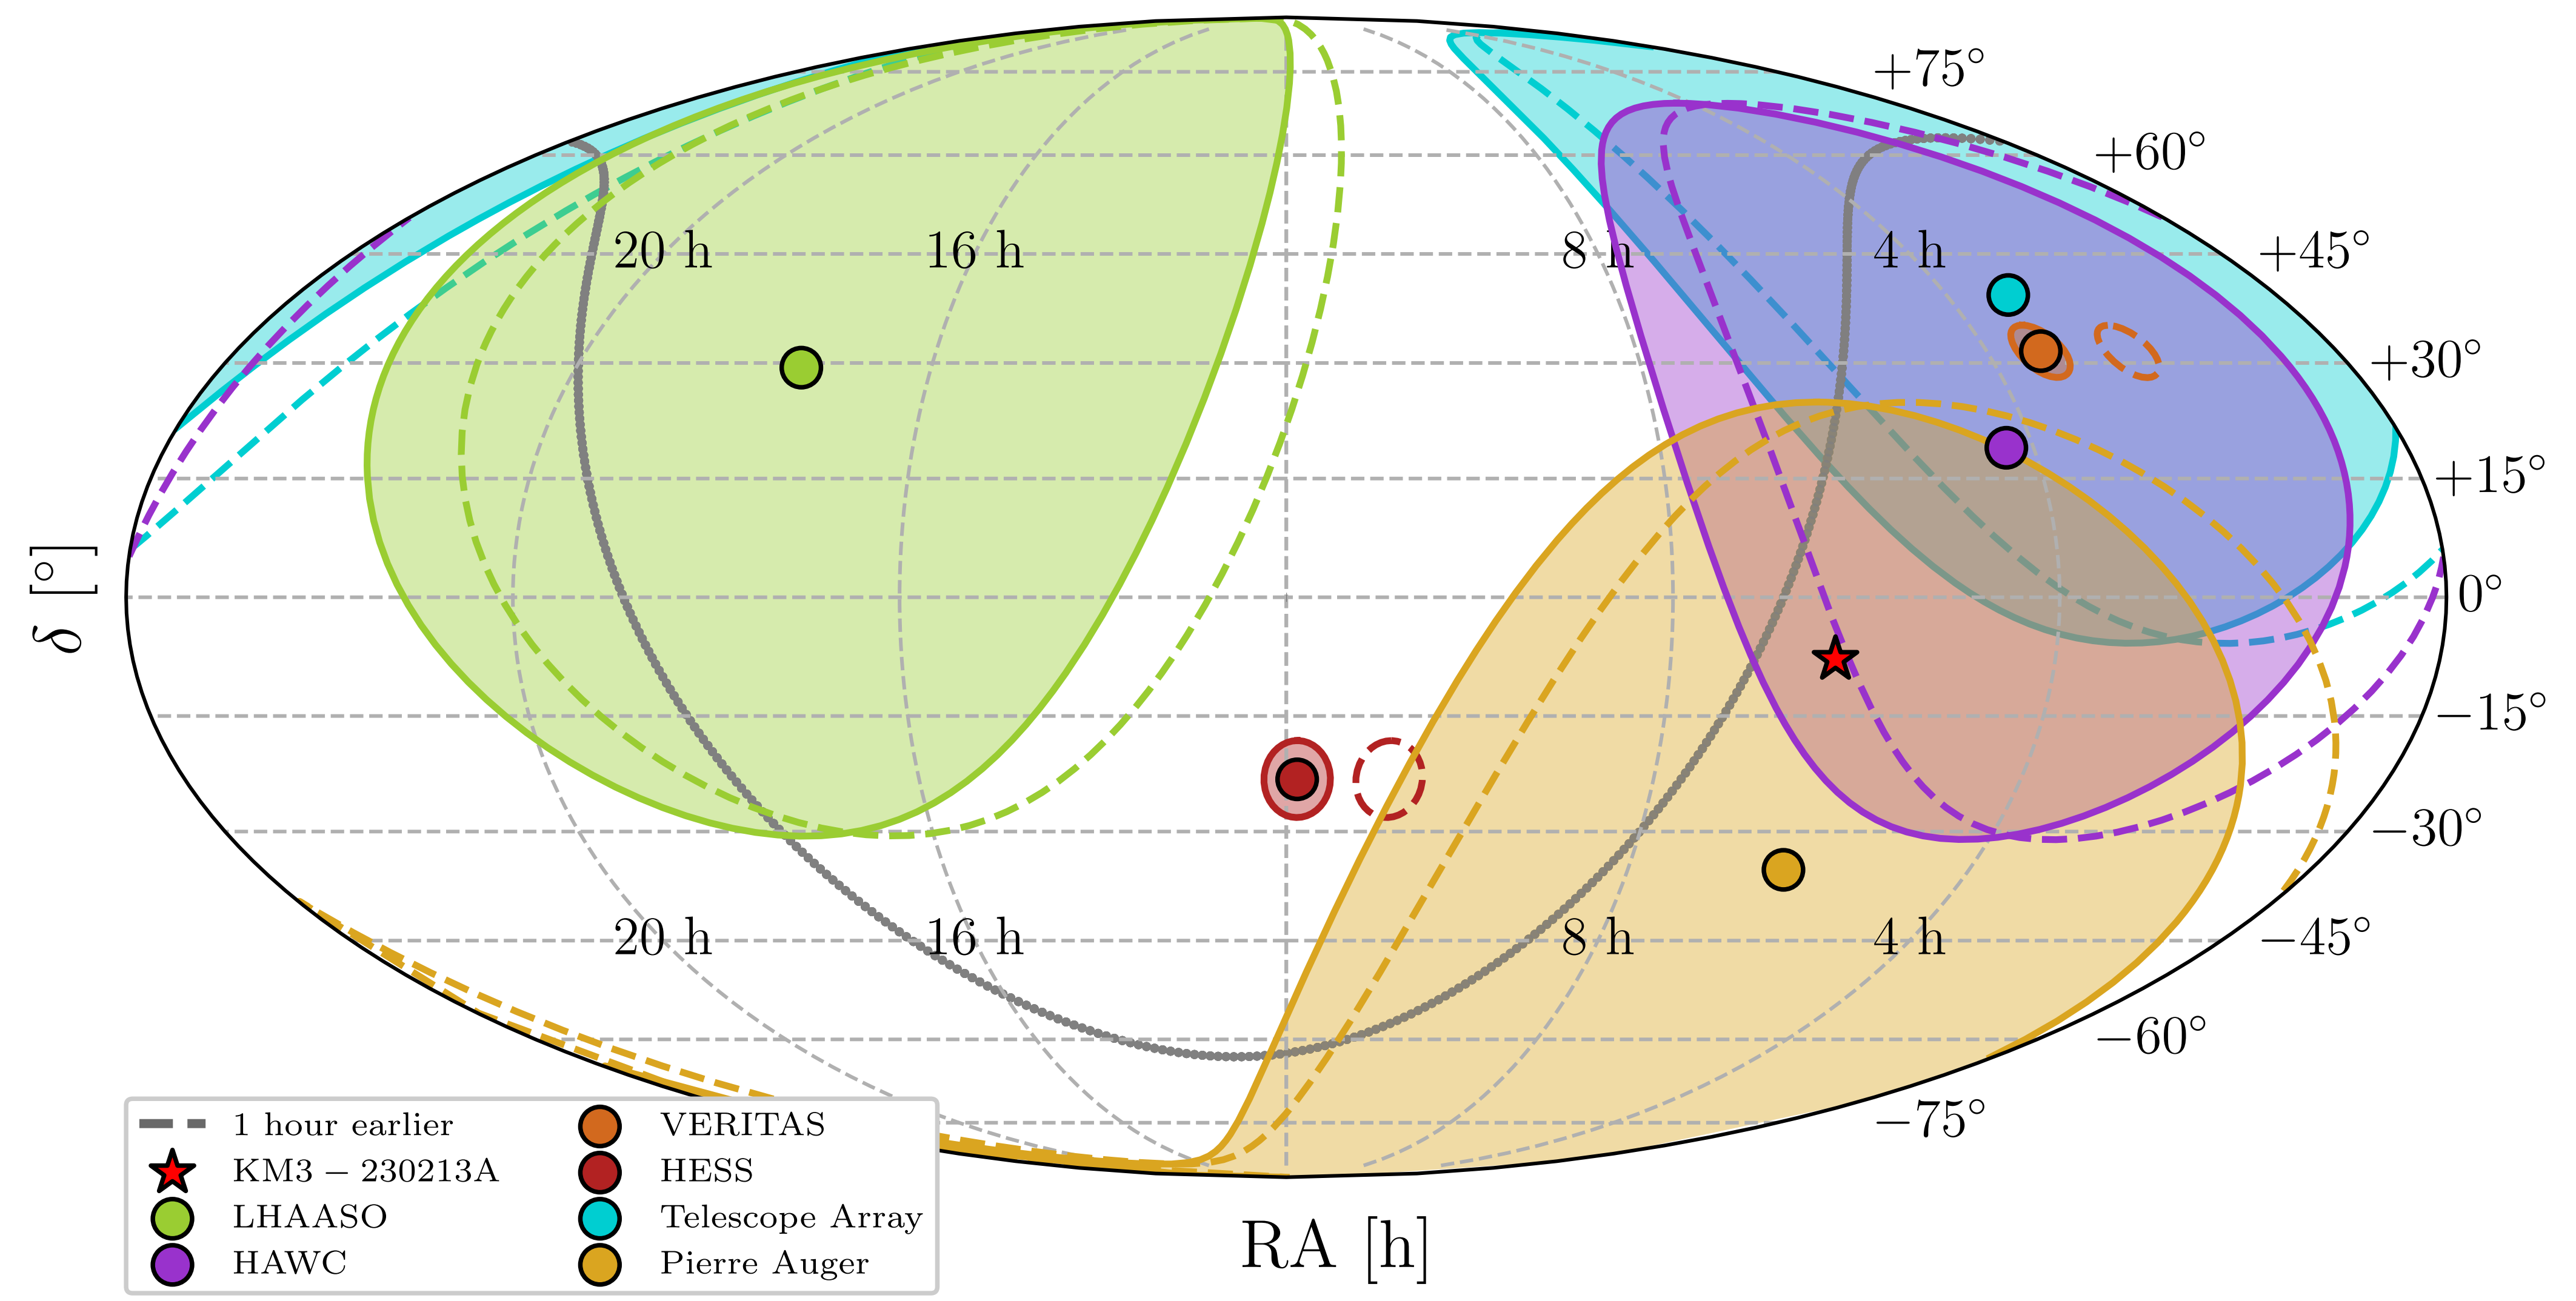 +75°
+60°
20 h 16 h 8 h 4 h +45°
+30°
+15°
δ [°] 0°
−15°
−30°
20 h 16 h 8 h 4 h −45°
−60°
−75°
1 hour earlier
KM3 − 230213A
LHAASO
HAWC
VERITAS
HESS
Telescope Array
Pierre Auger
RA [h]